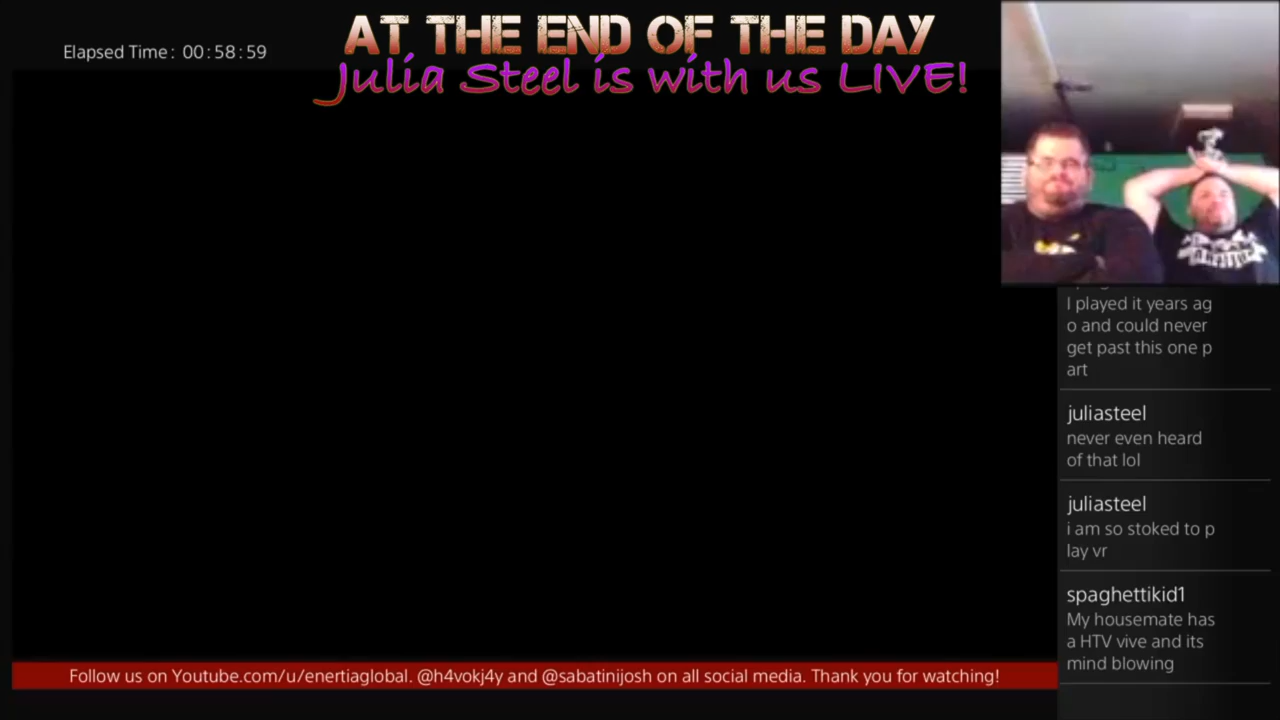 Elapsed Time: 00:58:59
AT THE END OF THE DAY
Julia Steel is with us LIVE!
I played it years ag
o and could never
get past this one p
art
juliasteel
never even heard
of that lol
juliasteel
i am so stoked to p
lay vr
spaghettikid1
My housemate has
a HTV vive and its
mind blowing
Follow us on Youtube.com/u/enertiaglobal. @h4vokj4y and @sabatinijosh on all social media. Thank you for watching!